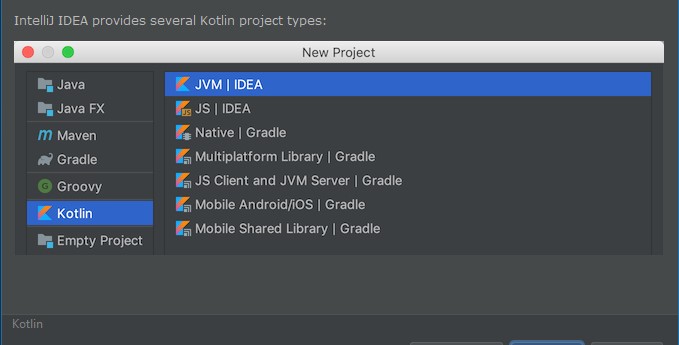 IntelliJ IDEA provides several Kotlin project types:
New Project
Java
Java FX
Maven
Gradle
Groovy
Kotlin
Empty Project
JVM | IDEA
JS | IDEA
Native | Gradle
Multiplatform Library | Gradle
JS Client and JVM Server | Gradle
Mobile Android/iOS | Gradle
Mobile Shared Library | Gradle
Kotlin